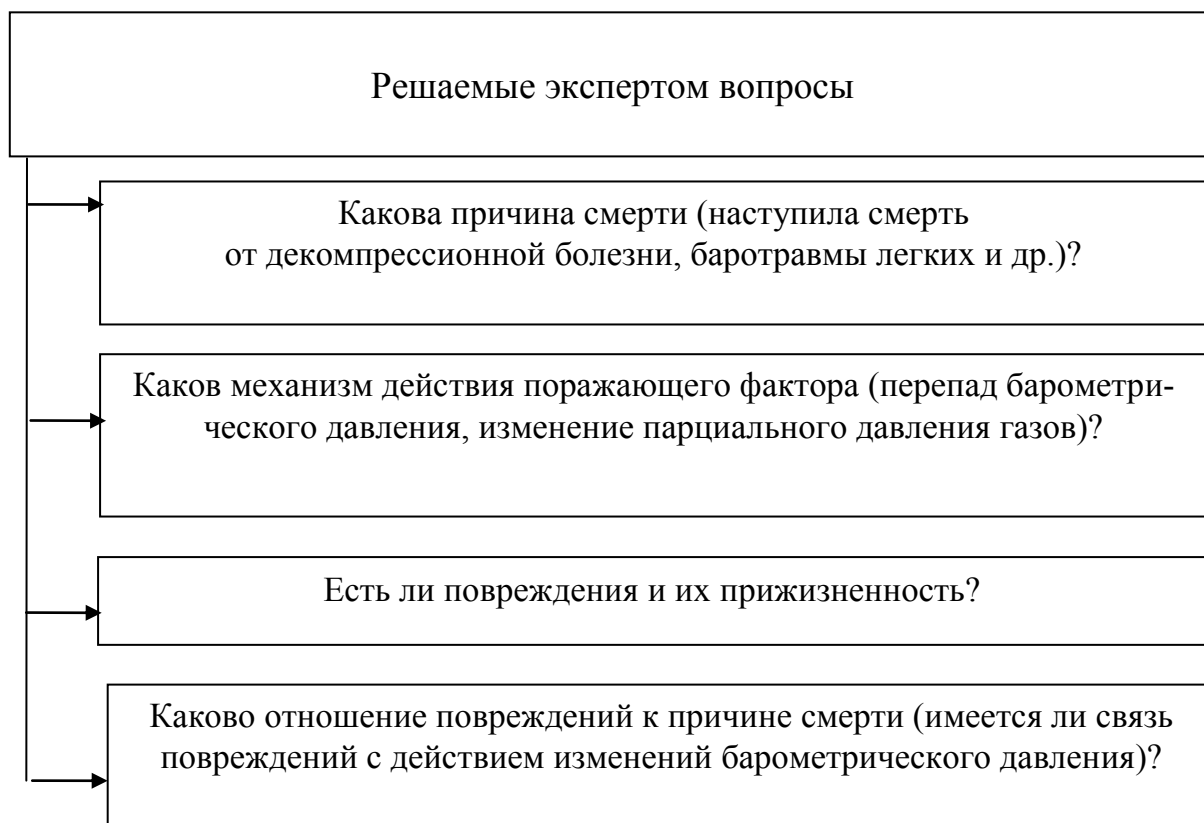 Решаемые экспертом вопросы
Какова причина смерти (наступила смерть
от декомпрессионной болезни, баротравмы легких и др.)?
Каков механизм действия поражающего фактора (перепад барометри-
ческого давления, изменение парциального давления газов)?
Есть ли повреждения и их прижизненность?
Каково отношение повреждений к причине смерти (имеется ли связь
повреждений с действием изменений барометрического давления)?